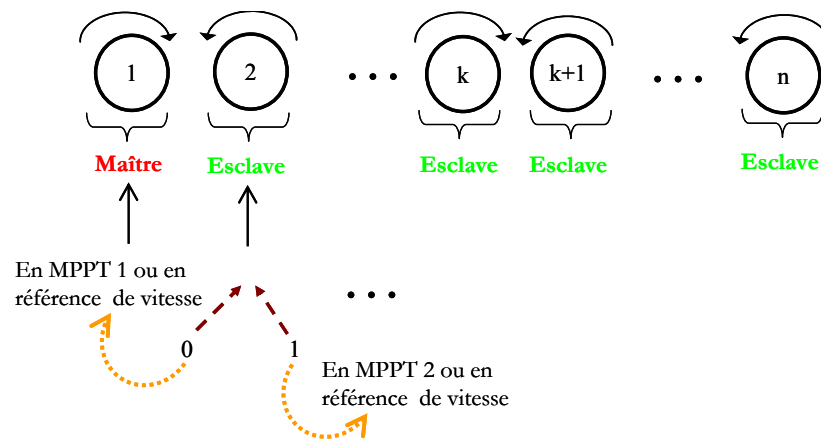 1 2 ... k k+1 ... n
Maître Esclave Esclave Esclave Esclave
En MPPT 1 ou en
référence de vitesse
...
0 1
En MPPT 2 ou en
référence de vitesse